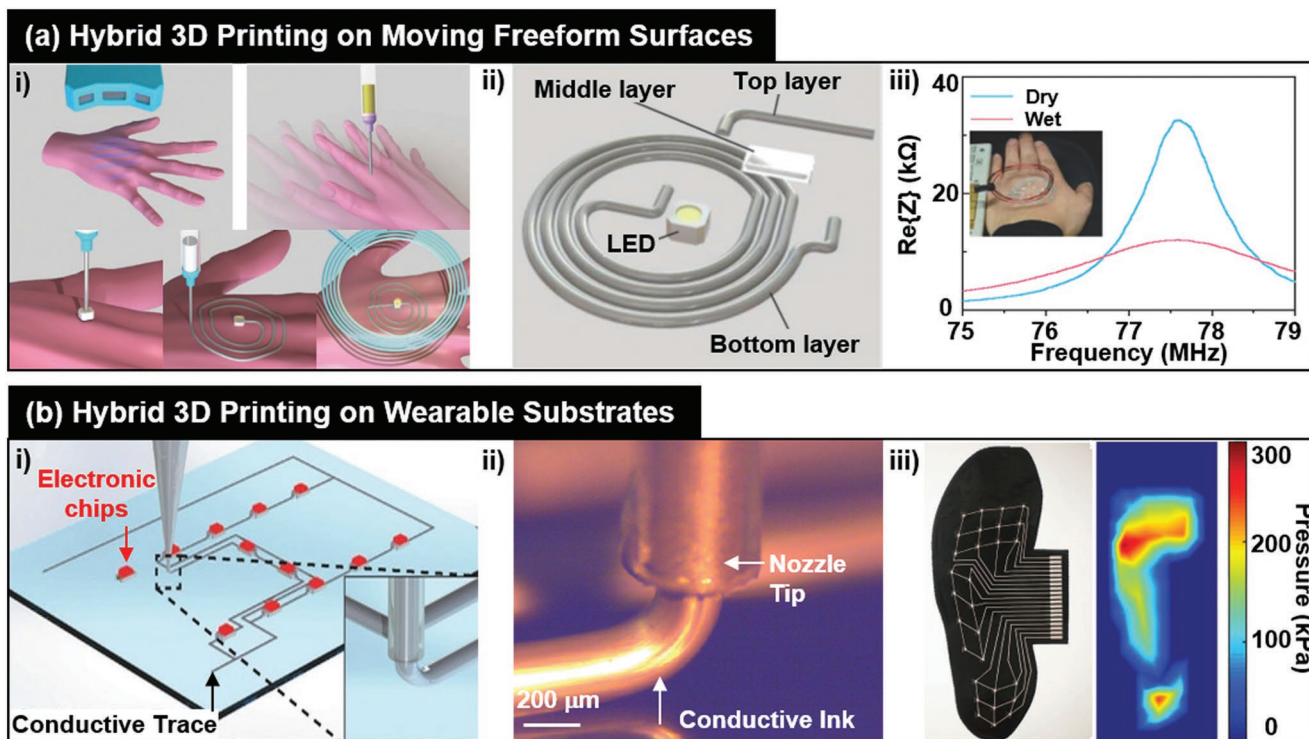 (a) Hybrid 3D Printing on Moving Freeform Surfaces
i)
ii)
Middle layer
Top layer
LED
Bottom layer
iii)
40
20
0
Re{Z} (kΩ)
Dry
Wet
75 76 77 78 79
Frequency (MHz)
(b) Hybrid 3D Printing on Wearable Substrates
i)
Electronic
chips
Conductive Trace
ii)
Nozzle
Tip
200 μm
Conductive Ink
iii)
300
200
100
0
Pressure (kPa)